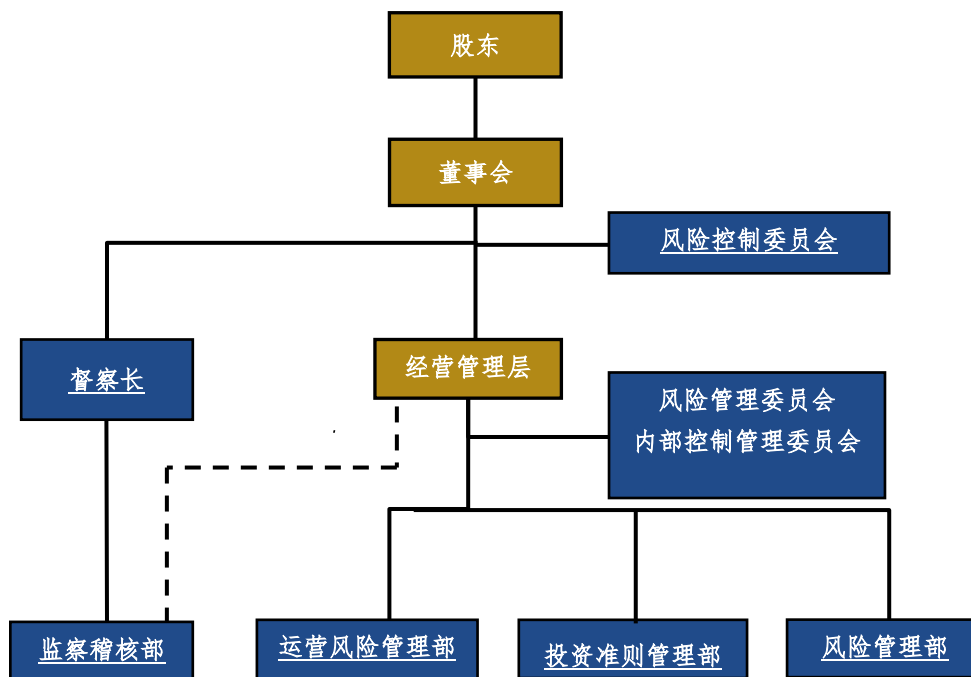 股东
董事会
风险控制委员会
督察长
经营管理层
风险管理委员会
内部控制管理委员会
监察稽核部
运营风险管理部
投资准则管理部
风险管理部